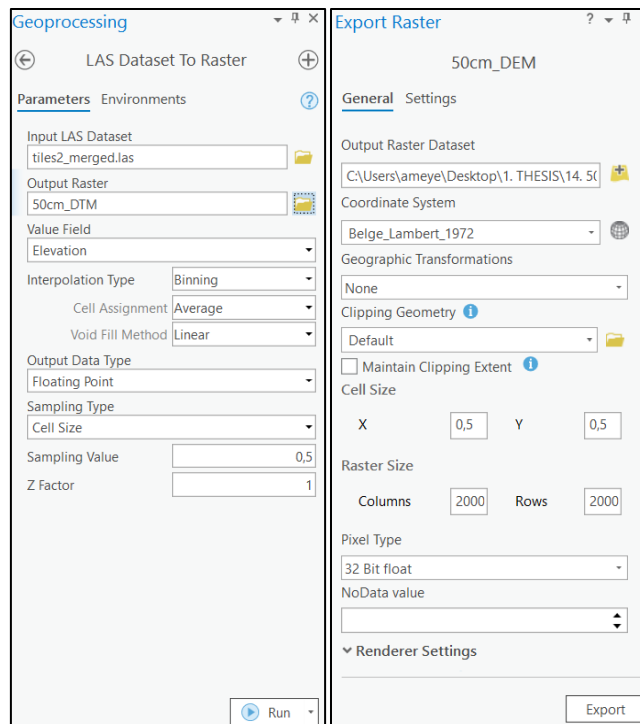 Geoprocessing
LAS Dataset To Raster
Parameters Environments
Input LAS Dataset
tiles2_merged.las
Output Raster
50cm_DTM
Value Field
Elevation
Interpolation Type Binning
Cell Assignment Average
Void Fill Method Linear
Output Data Type
Floating Point
Sampling Type
Cell Size
Sampling Value 0,5
Z Factor 1
Run
Export Raster
50cm_DEM
General Settings
Output Raster Dataset
C:\Users\ameye\Desktop\1. THESIS\14. 50
Coordinate System
Belge_Lambert_1972
Geographic Transformations
None
Clipping Geometry
Default
Maintain Clipping Extent
Cell Size
X 0,5 Y 0,5
Raster Size
Columns 2000 Rows 2000
Pixel Type
32 Bit float
NoData value
Renderer Settings
Export